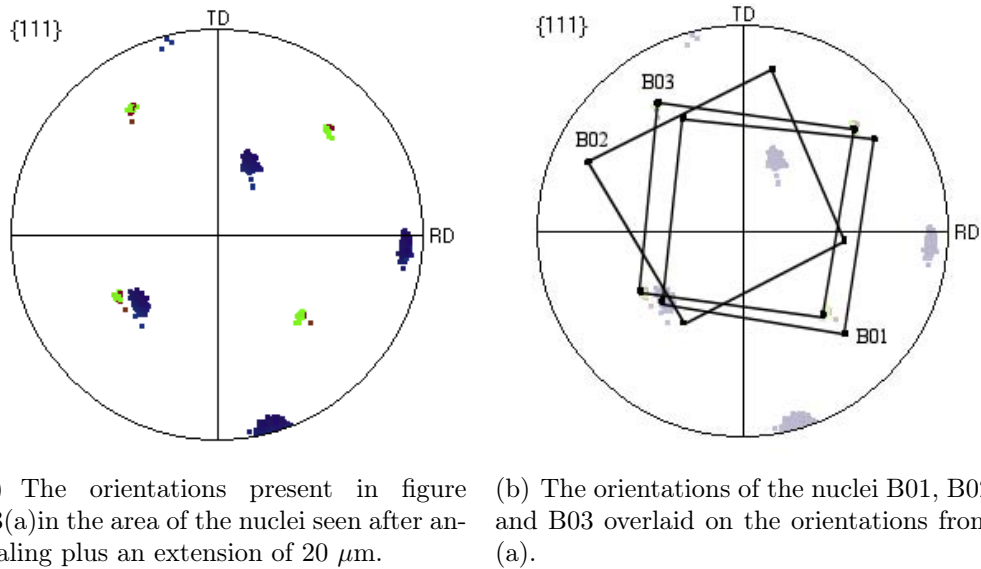 {111}
TD
RD
{111}
TD
B03
B02
RD
B01
The orientations present in figure
3(a)in the area of the nuclei seen after an-
plus an extension of 20 μm.
(b) The orientations of the nuclei B01,
and B03 overlaid on the orientations from
(a).